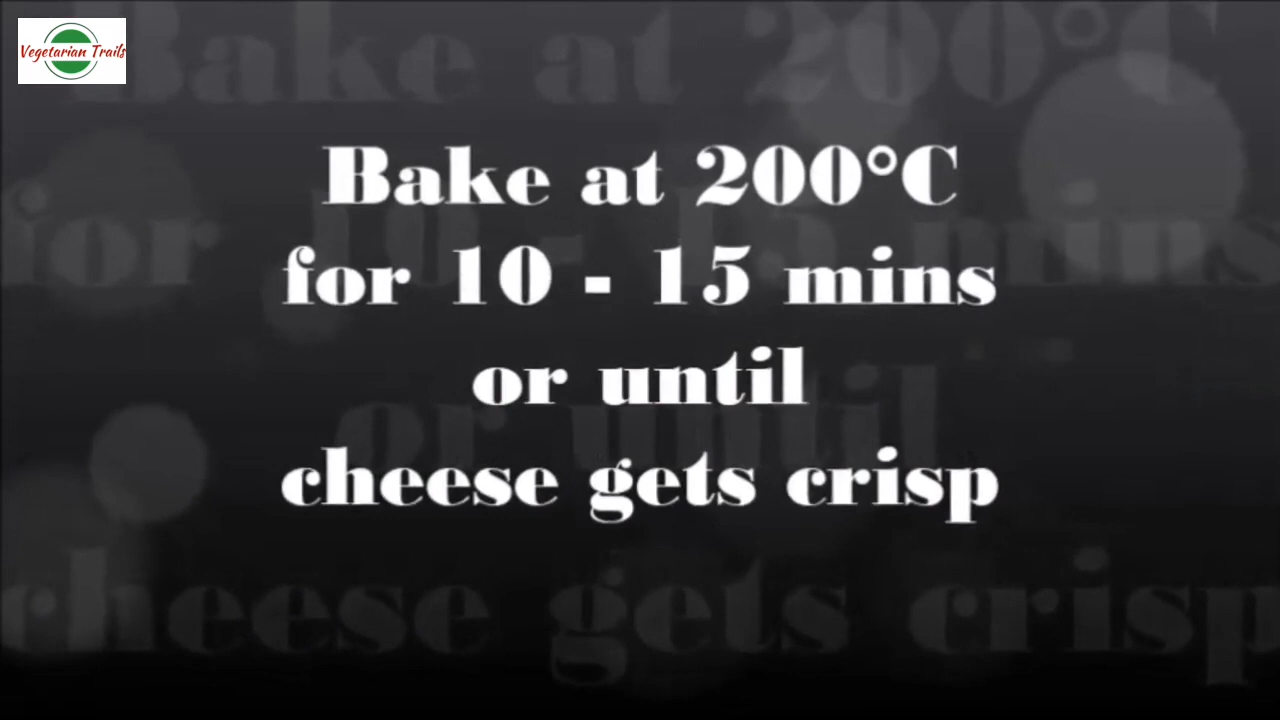 Vegetarian Trails
Bake at 200°C
for 10 - 15 mins
or until
cheese gets crisp